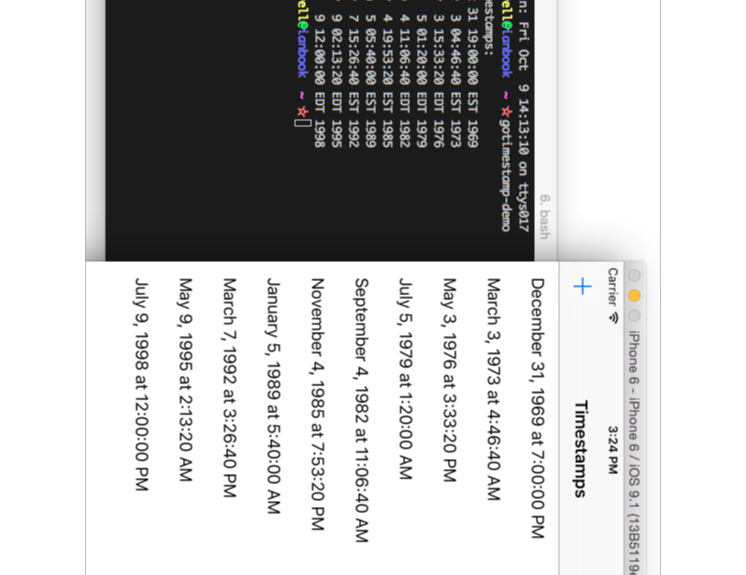 6. bash
n: Fri Oct 9 14:13:10 on ttys017
ell@ianbook ~ ☆ gotimestamp-demo
estamps:
31 19:00:00 EST 1969
3 04:46:40 EST 1973
3 15:33:20 EDT 1976
5 01:20:00 EDT 1979
4 11:06:40 EDT 1982
4 19:53:20 EST 1985
5 05:40:00 EST 1989
7 15:26:40 EST 1992
9 02:13:20 EDT 1995
9 12:00:00 EDT 1998
ell@ianbook ~ ☆
iPhone 6 - iPhone 6 / iOS 9.1 (13B5119
Carrier 3:24 PM
+ Timestamps
December 31, 1969 at 7:00:00 PM
March 3, 1973 at 4:46:40 AM
May 3, 1976 at 3:33:20 PM
July 5, 1979 at 1:20:00 AM
September 4, 1982 at 11:06:40 AM
November 4, 1985 at 7:53:20 PM
January 5, 1989 at 5:40:00 AM
March 7, 1992 at 3:26:40 PM
May 9, 1995 at 2:13:20 AM
July 9, 1998 at 12:00:00 PM